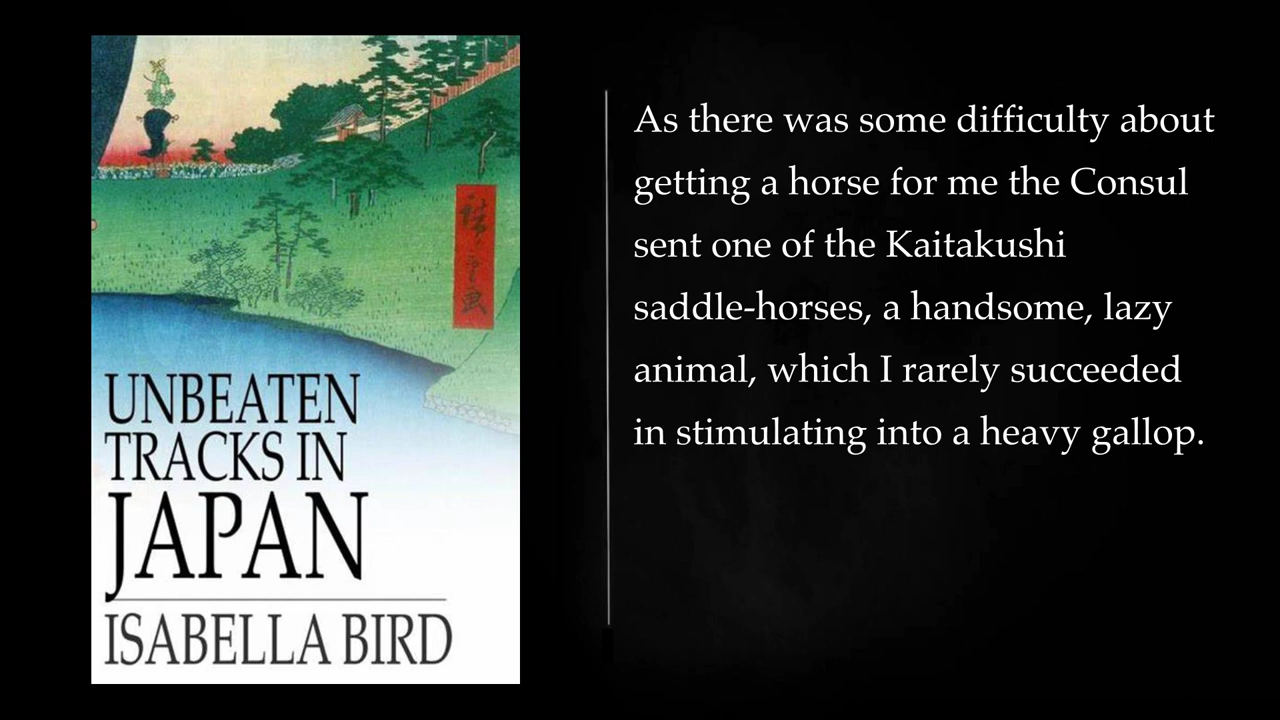 UNBEATEN
TRACKS IN
JAPAN
ISABELLA BIRD
As there was some difficulty about
getting a horse for me the Consul
sent one of the Kaitakushi
saddle-horses, a handsome, lazy
animal, which I rarely succeeded
in stimulating into a heavy gallop.